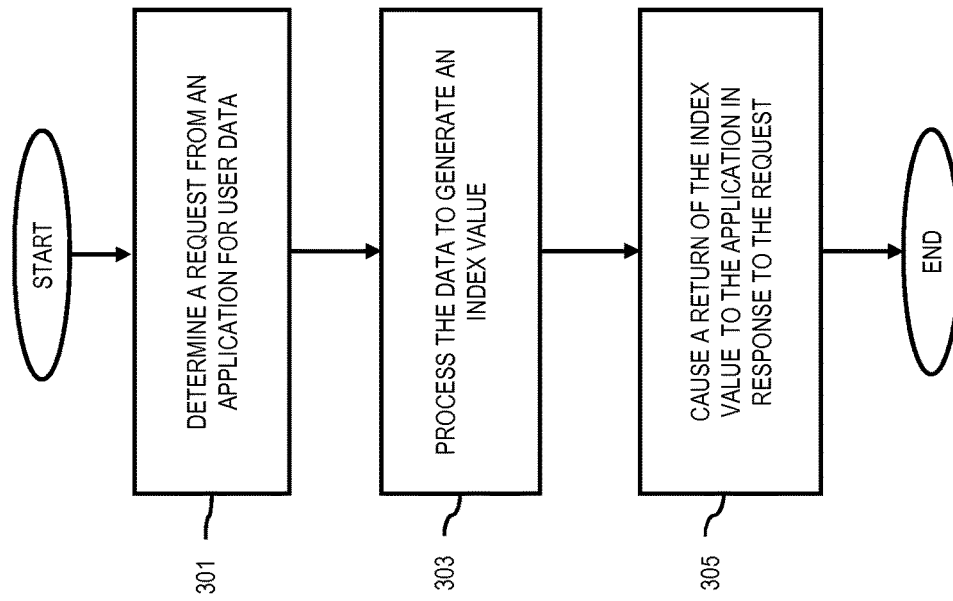 START
DETERMINE A REQUEST FROM AN
APPLICATION FOR USER DATA
301
PROCESS THE DATA TO GENERATE AN
INDEX VALUE
303
CAUSE A RETURN OF THE INDEX
VALUE TO THE APPLICATION IN
RESPONSE TO THE REQUEST
305
END